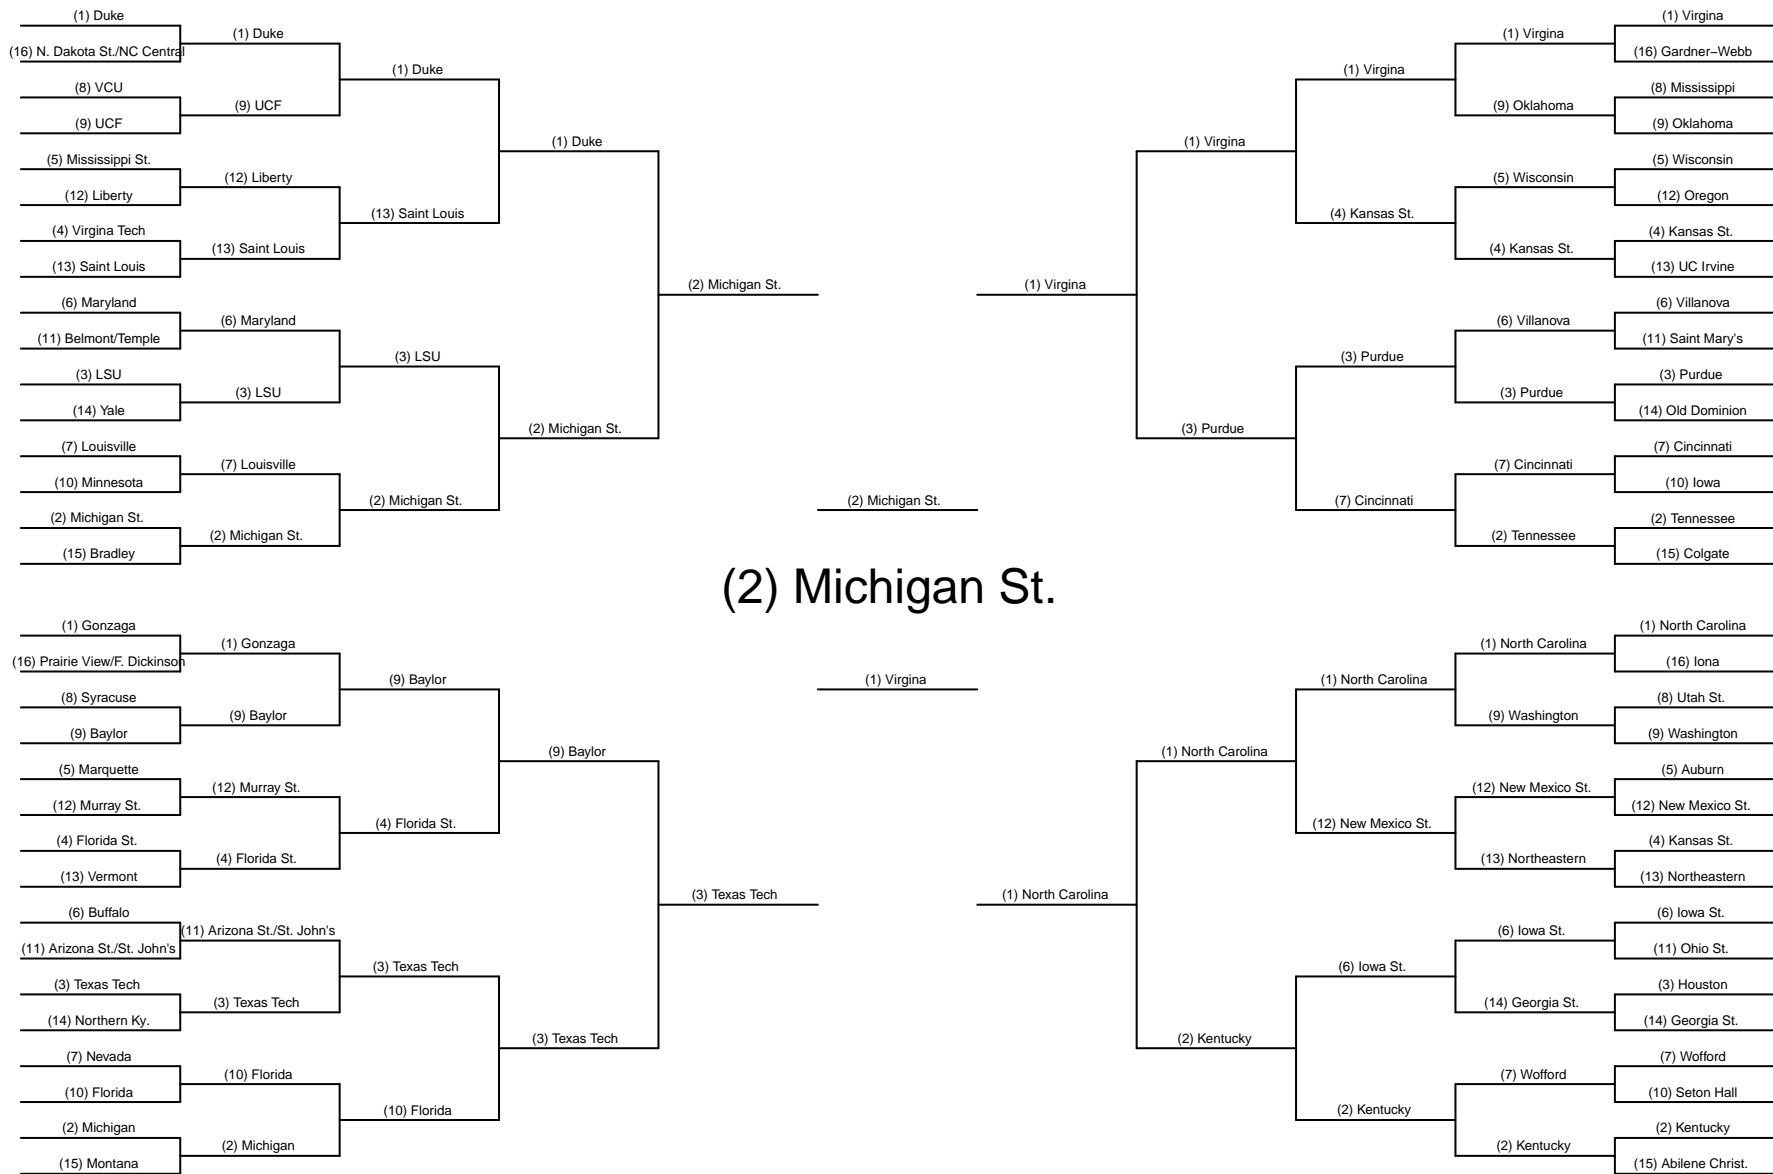 (1) Duke
(16) N. Dakota St./NC Central
(8) VCU
(9) UCF
(5) Mississippi St.
(12) Liberty
(4) Virgina Tech
(13) Saint Louis
(6) Maryland
(11) Belmont/Temple
(3) LSU
(14) Yale
(7) Louisville
(10) Minnesota
(2) Michigan St.
(15) Bradley
(1) Duke
(9) UCF
(12) Liberty
(13) Saint Louis
(6) Maryland
(3) LSU
(7) Louisville
(2) Michigan St.
(1) Duke
(13) Saint Louis
(3) LSU
(2) Michigan St.
(1) Duke
(2) Michigan St.
(2) Michigan St.
(2) Michigan St.
(1) Virgina
(1) Virgina
(3) Purdue
(1) Virgina
(4) Kansas St.
(3) Purdue
(7) Cincinnati
(1) Virgina
(9) Oklahoma
(5) Wisconsin
(4) Kansas St.
(6) Villanova
(3) Purdue
(7) Cincinnati
(2) Tennessee
(1) Virgina
(16) Gardner–Webb
(8) Mississippi
(9) Oklahoma
(5) Wisconsin
(12) Oregon
(4) Kansas St.
(13) UC Irvine
(6) Villanova
(11) Saint Mary's
(3) Purdue
(14) Old Dominion
(7) Cincinnati
(10) Iowa
(2) Tennessee
(15) Colgate
(2) Michigan St.
(1) Gonzaga
(16) Prairie View/F. Dickinson
(8) Syracuse
(9) Baylor
(5) Marquette
(12) Murray St.
(4) Florida St.
(13) Vermont
(6) Buffalo
(11) Arizona St./St. John's
(3) Texas Tech
(14) Northern Ky.
(7) Nevada
(10) Florida
(2) Michigan
(15) Montana
(1) Gonzaga
(9) Baylor
(12) Murray St.
(4) Florida St.
(11) Arizona St./St. John's
(3) Texas Tech
(10) Florida
(2) Michigan
(9) Baylor
(4) Florida St.
(3) Texas Tech
(10) Florida
(9) Baylor
(3) Texas Tech
(3) Texas Tech
(1) Virgina
(1) North Carolina
(1) North Carolina
(2) Kentucky
(1) North Carolina
(12) New Mexico St.
(6) Iowa St.
(2) Kentucky
(1) North Carolina
(9) Washington
(12) New Mexico St.
(13) Northeastern
(6) Iowa St.
(14) Georgia St.
(7) Wofford
(2) Kentucky
(1) North Carolina
(16) Iona
(8) Utah St.
(9) Washington
(5) Auburn
(12) New Mexico St.
(4) Kansas St.
(13) Northeastern
(6) Iowa St.
(11) Ohio St.
(3) Houston
(14) Georgia St.
(7) Wofford
(10) Seton Hall
(2) Kentucky
(15) Abilene Christ.